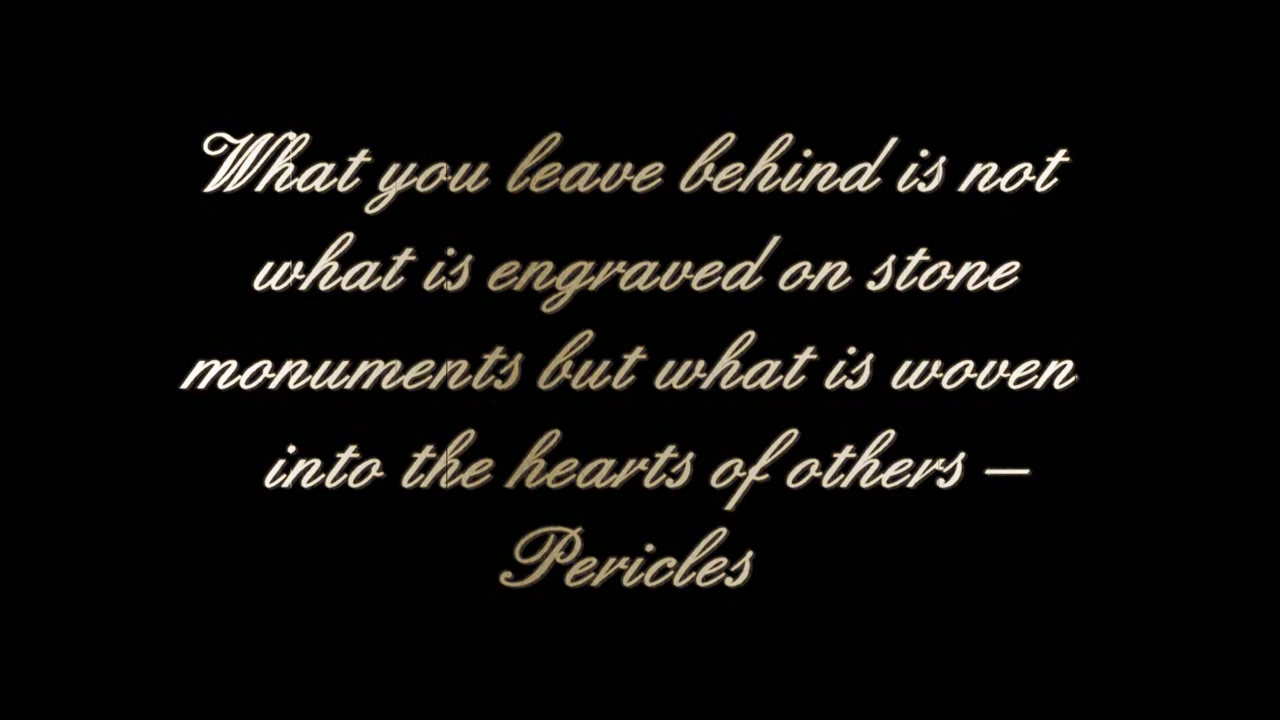 What you leave behind is not
what is engraved on stone
monuments but what is woven
into the hearts of others –
Pericles